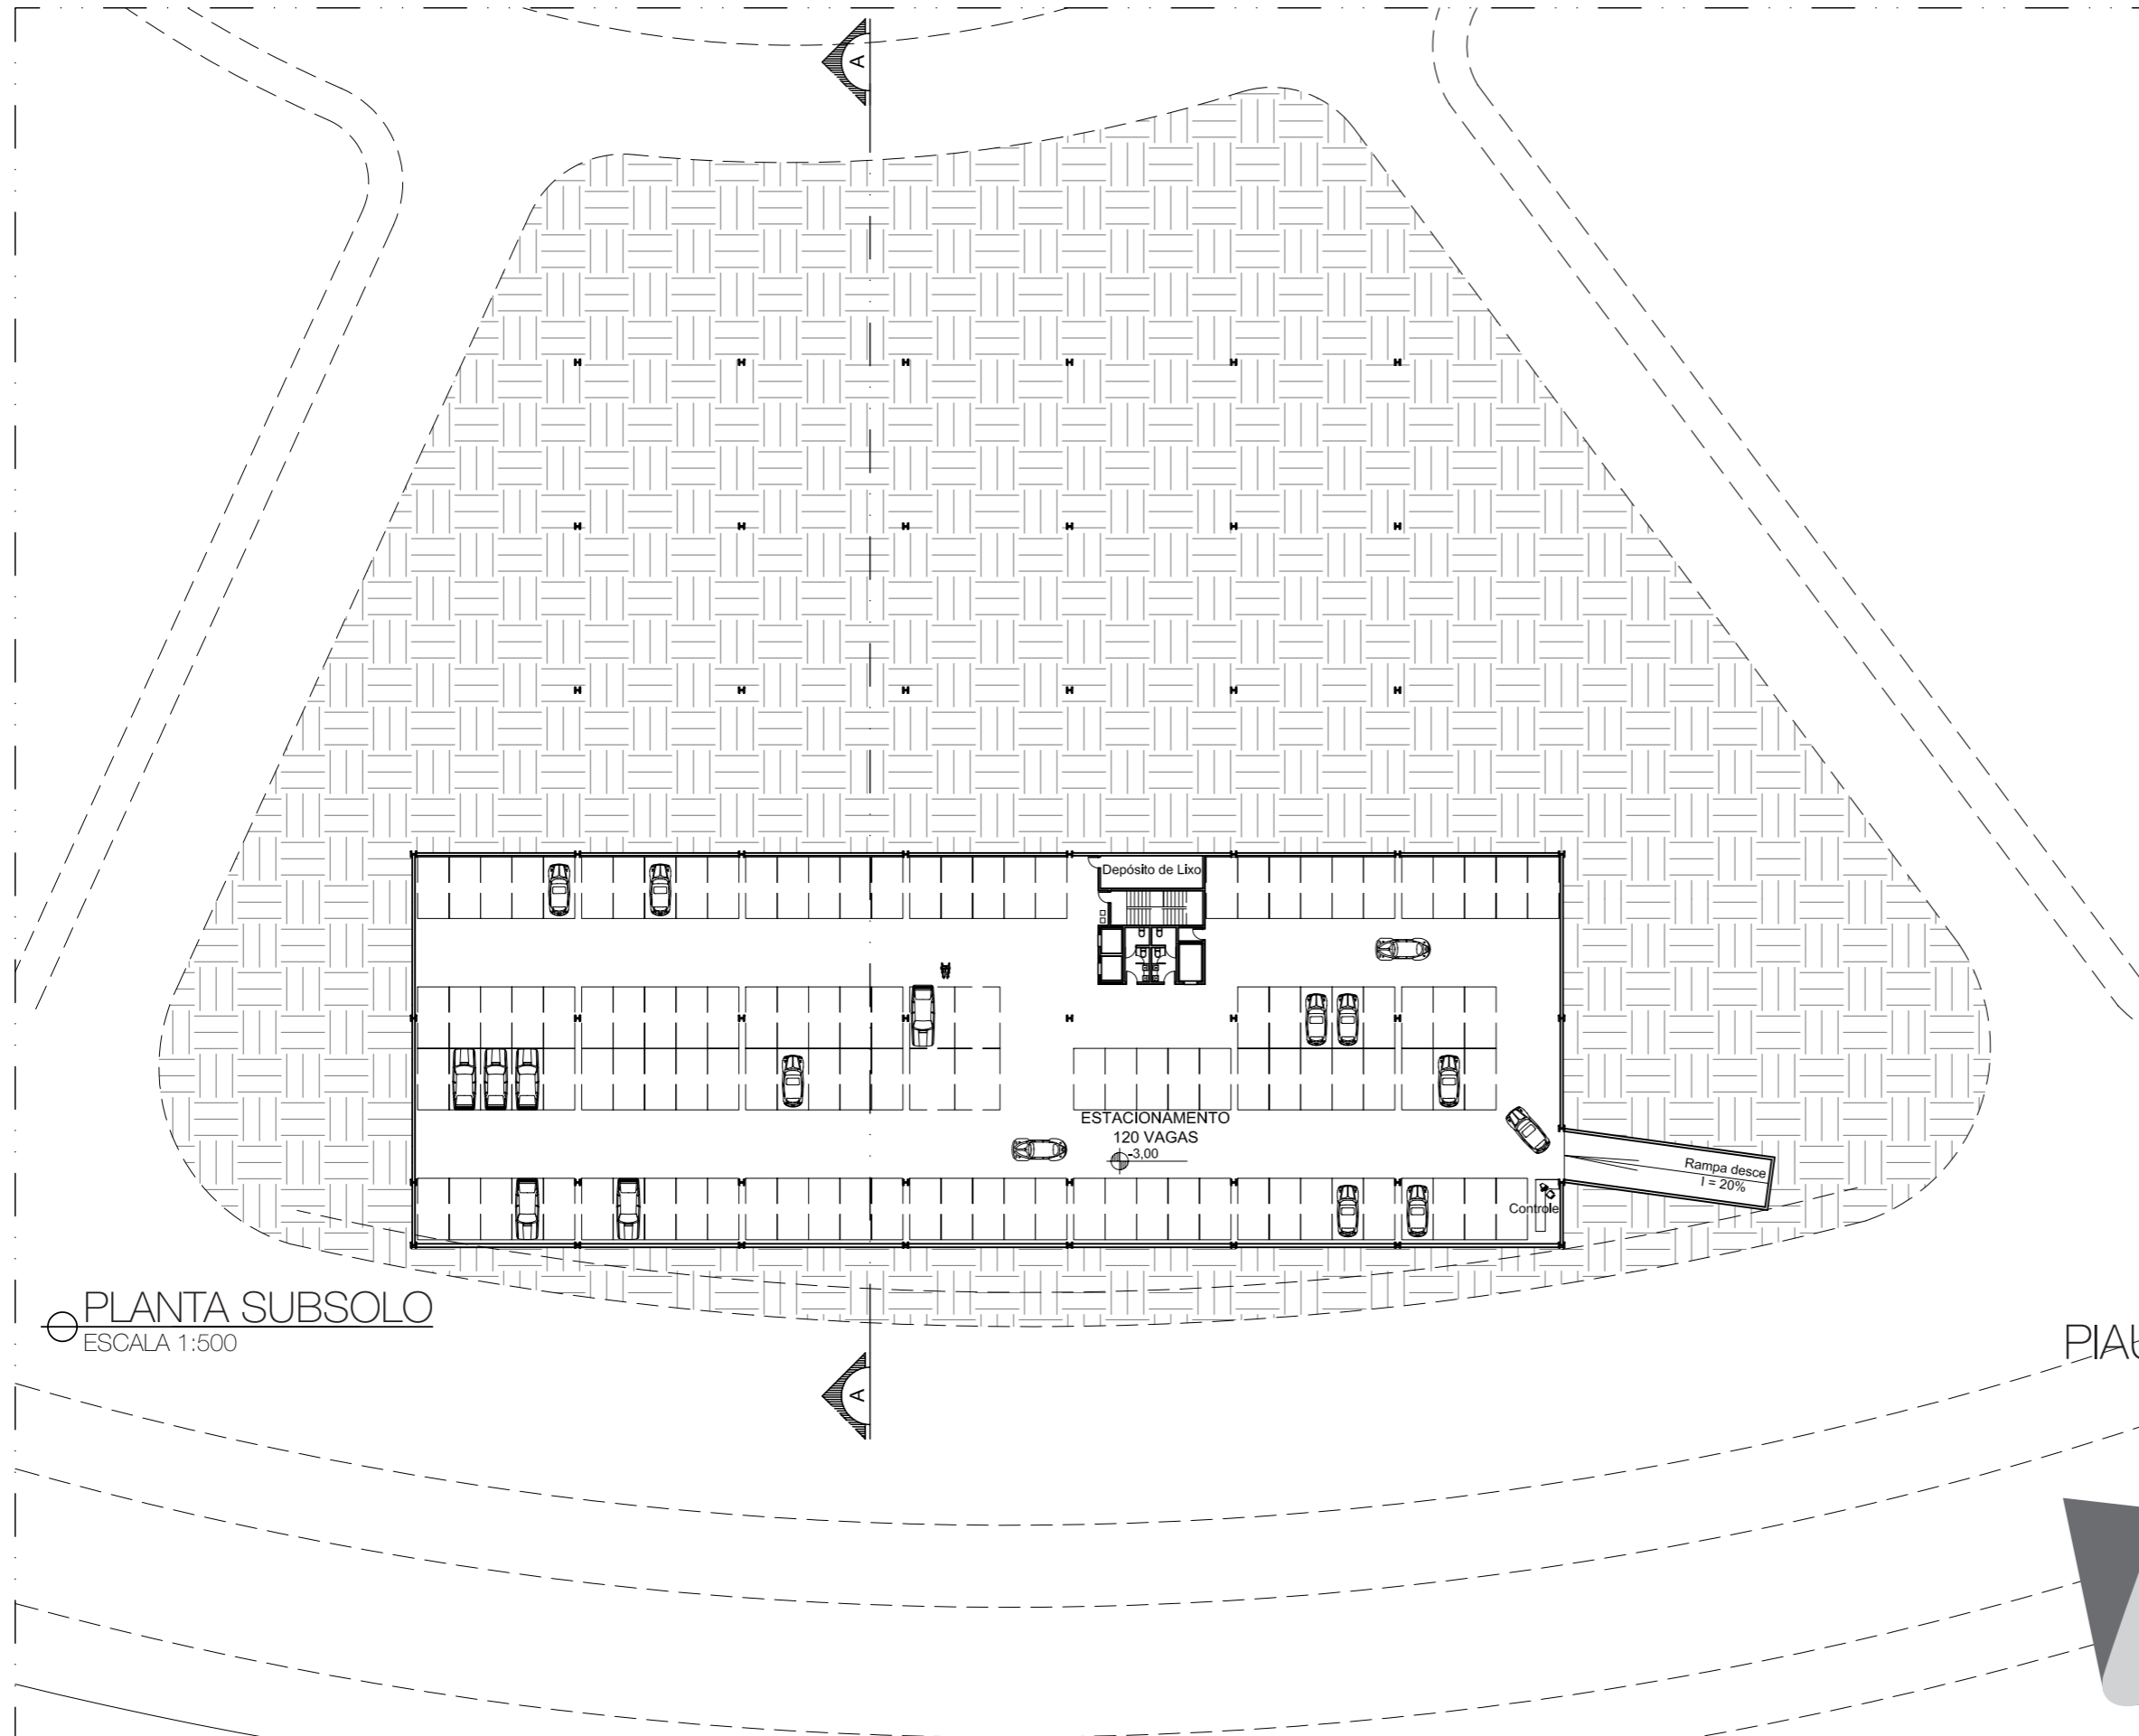 A
Depósito de Lixo
ESTACIONAMENTO
120 VAGAS
-3,00
Rampa desce
I = 20%
Controle
PLANTA SUBSOLO
ESCALA 1:500
A